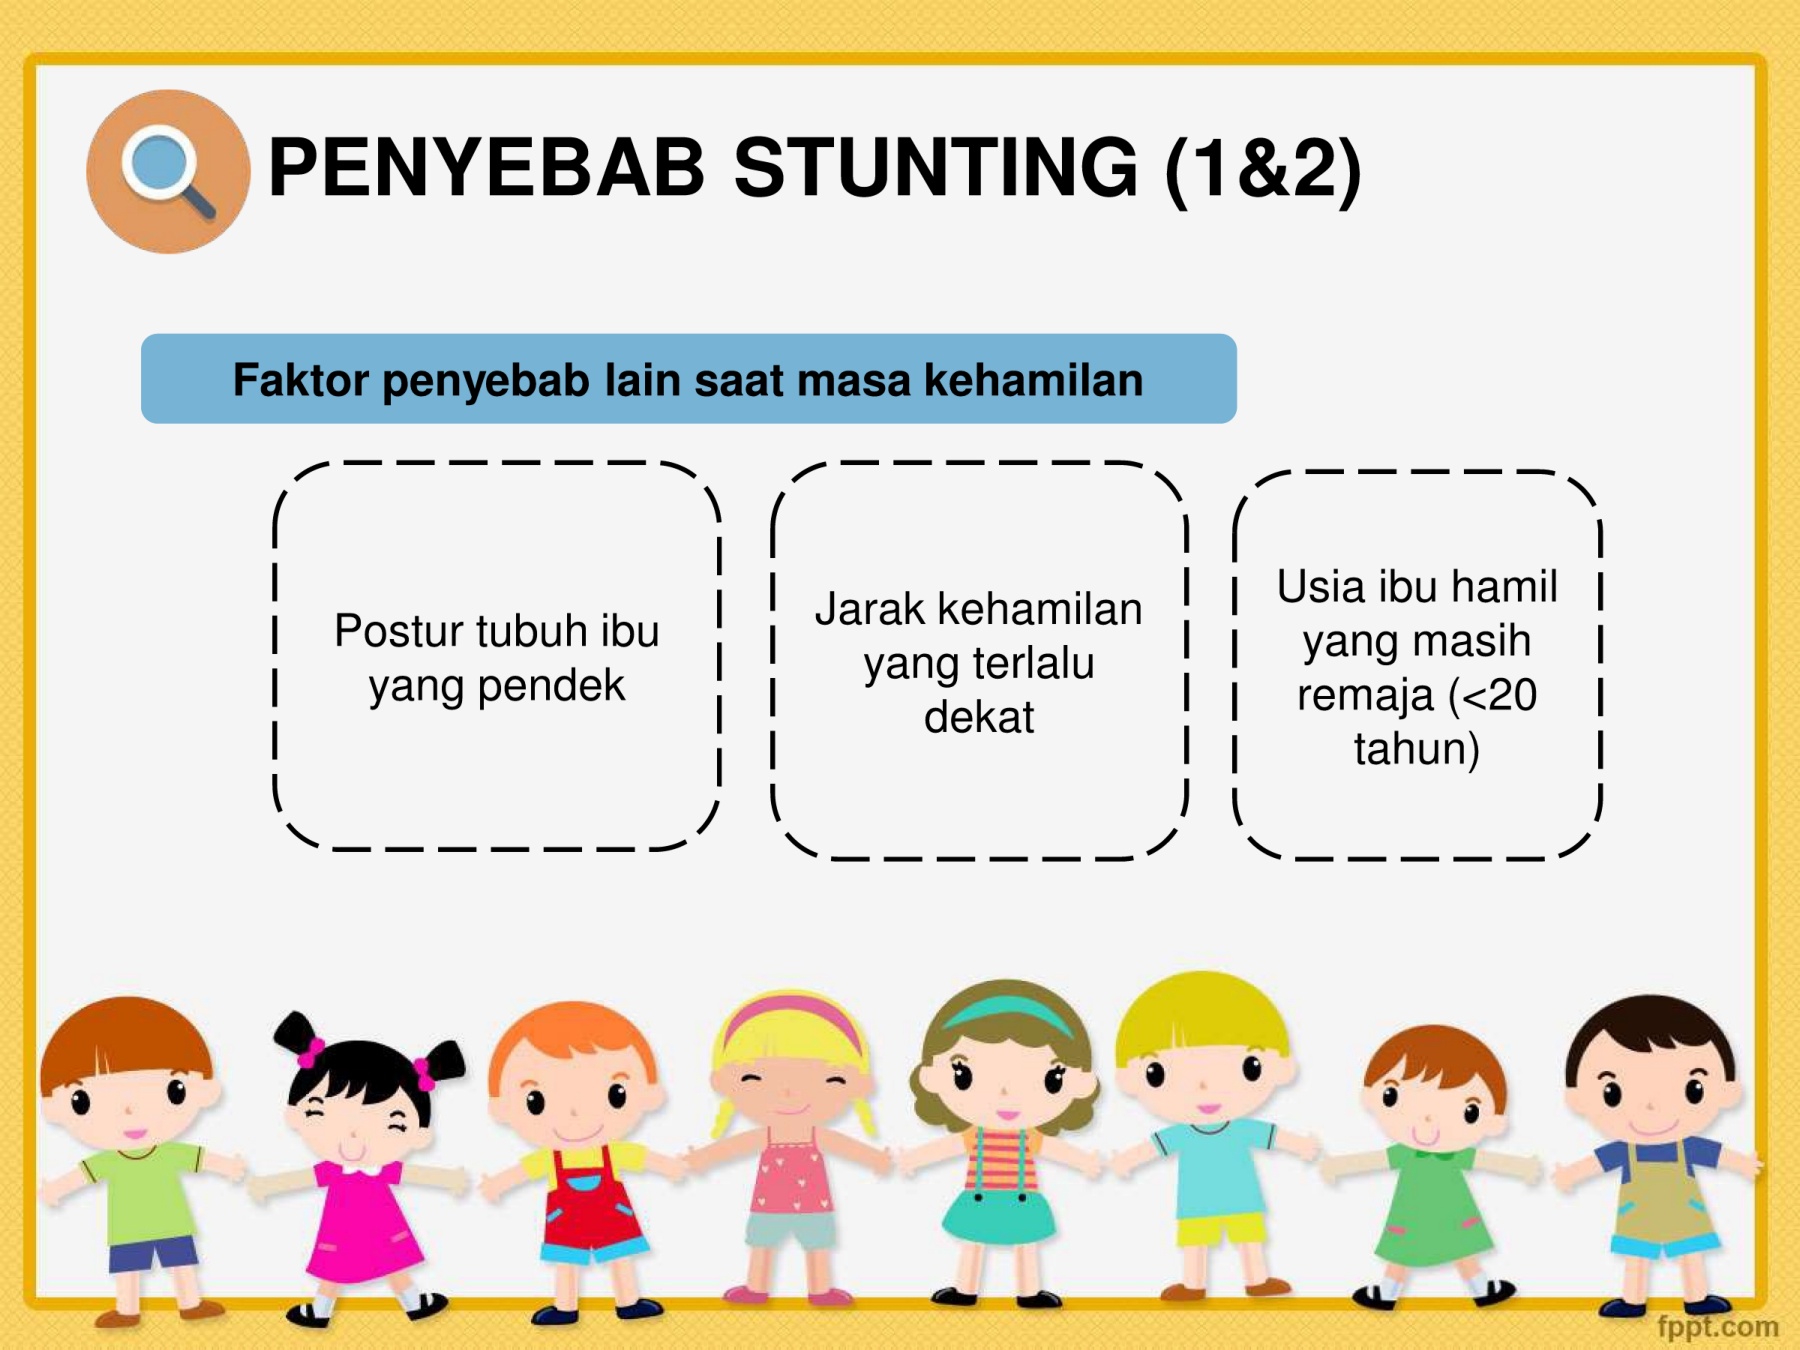 PENYEBAB STUNTING (1&2)
Faktor penyebab lain saat masa kehamilan
Postur tubuh ibu
yang pendek
Jarak kehamilan
yang terlalu
dekat
Usia ibu hamil
yang masih
remaja (<20
tahun)
fppt.com